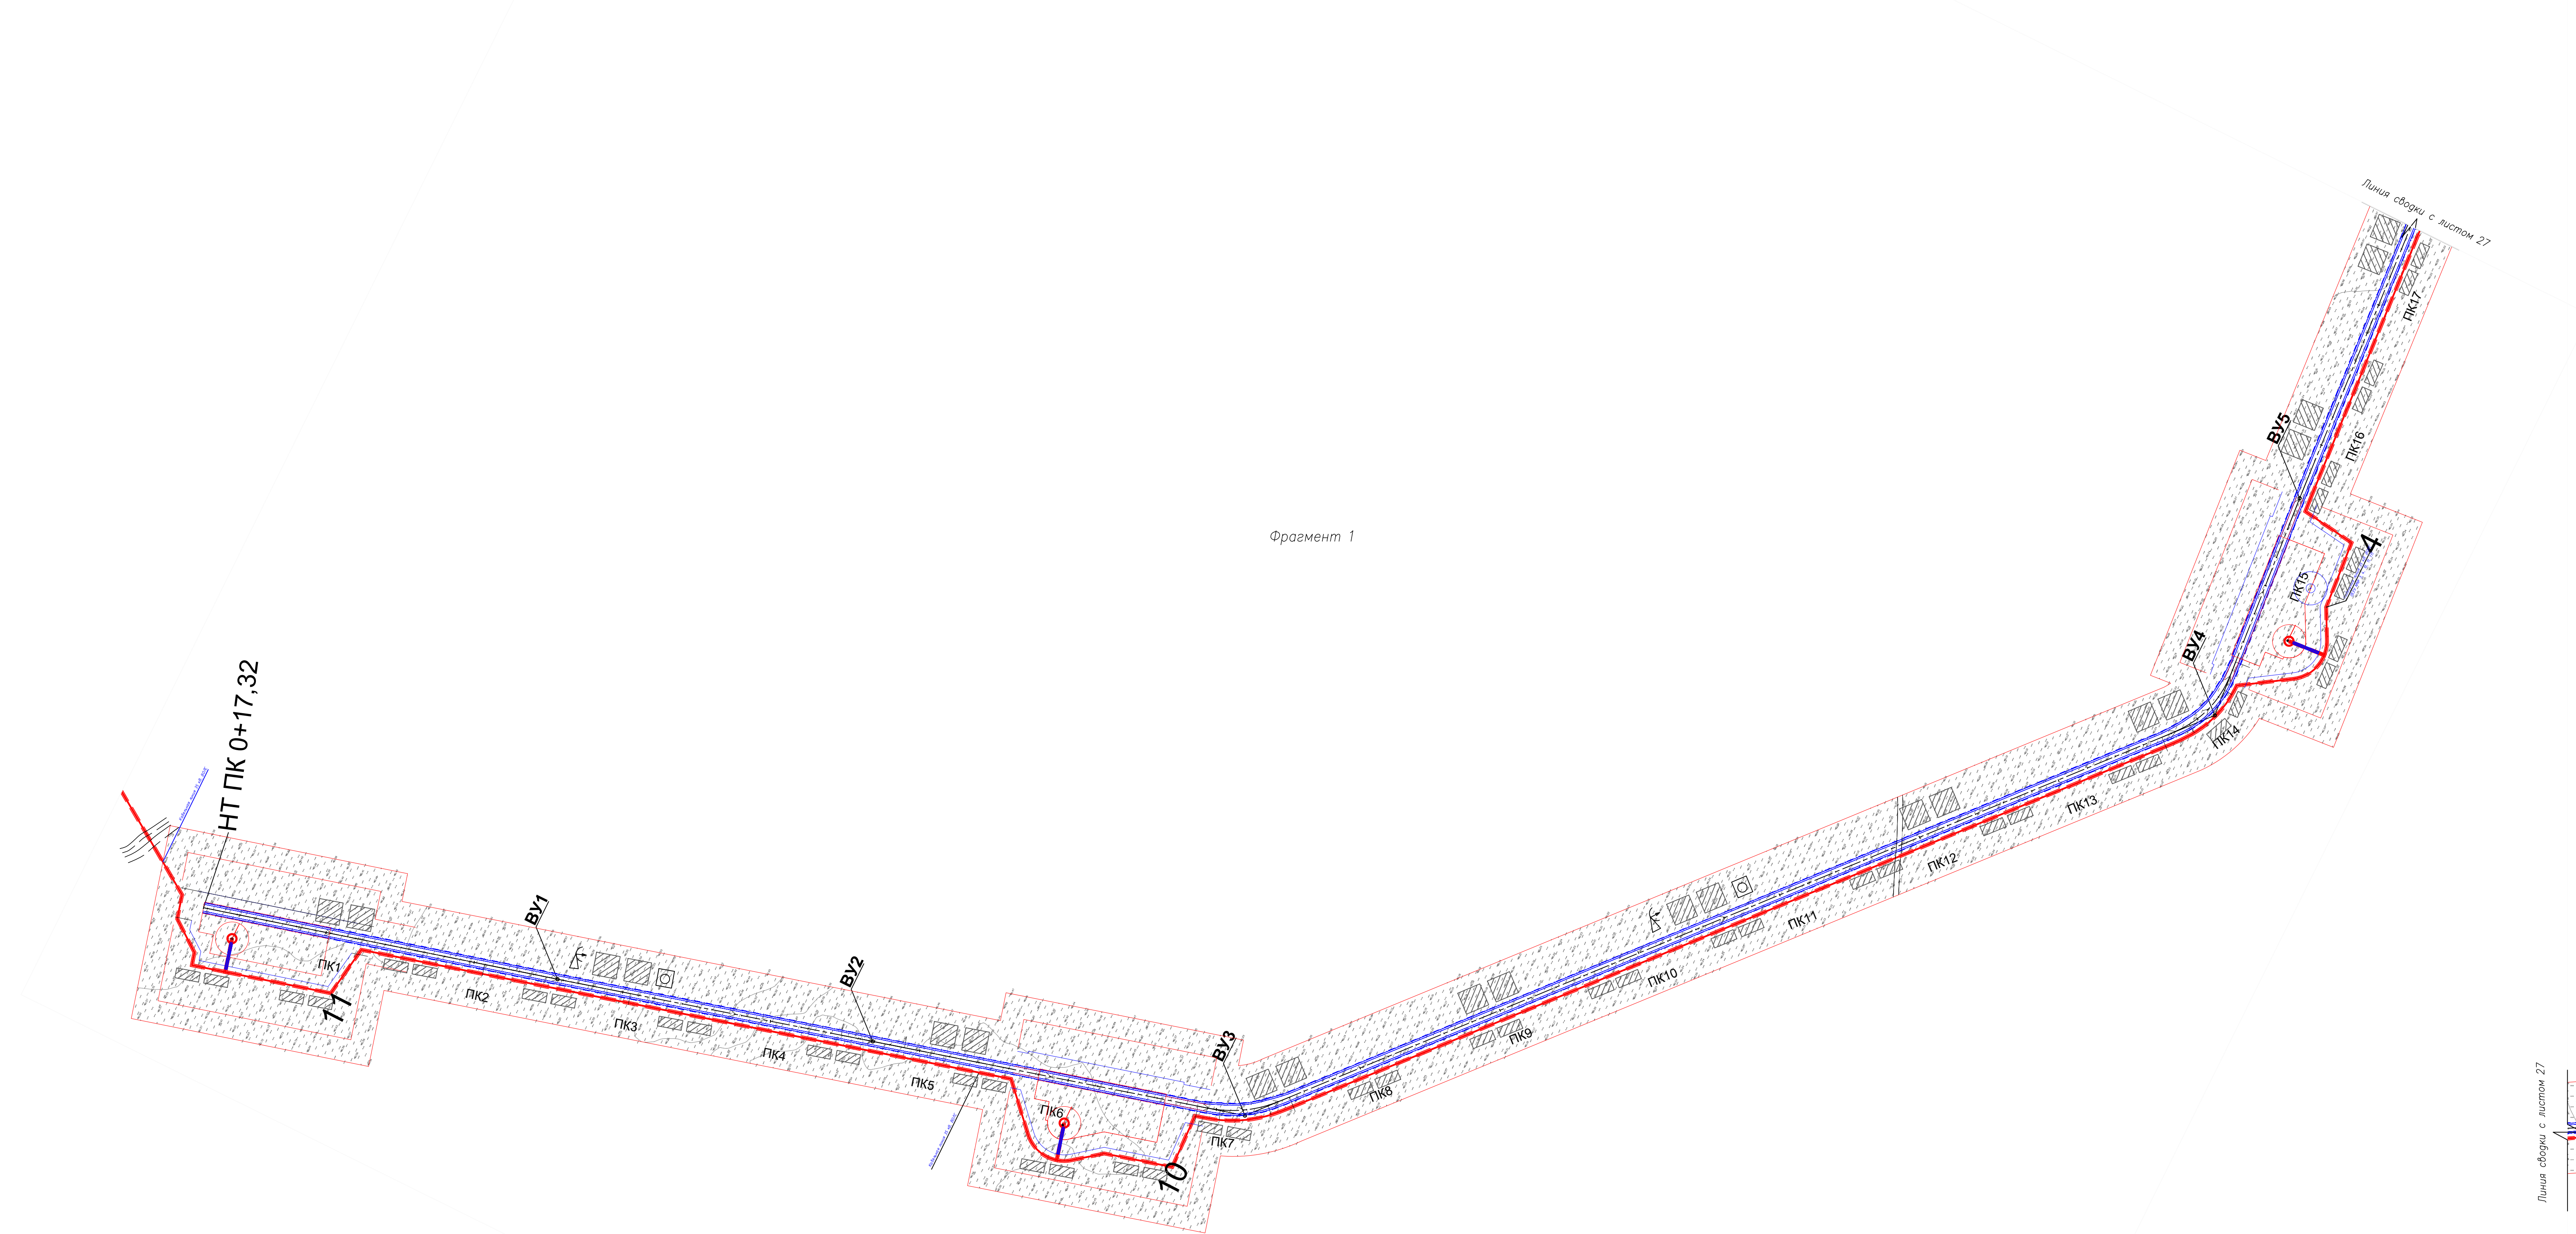 Линия сводки с листом 27
ПК17
ВУ5
ПК16
Фрагмент 1
4
ПК15
ВУ4
НТ ПК 0+17,32
ПК14
ПК13
ПК12
ВУ1
ПК11
ВУ2
ПК1
ПК10
11
ПК2
ПК3
ВУ3
ПК9
ПК4
ПК5
ПК8
ПК6
ПК7
10
Линия сводки с листом 27